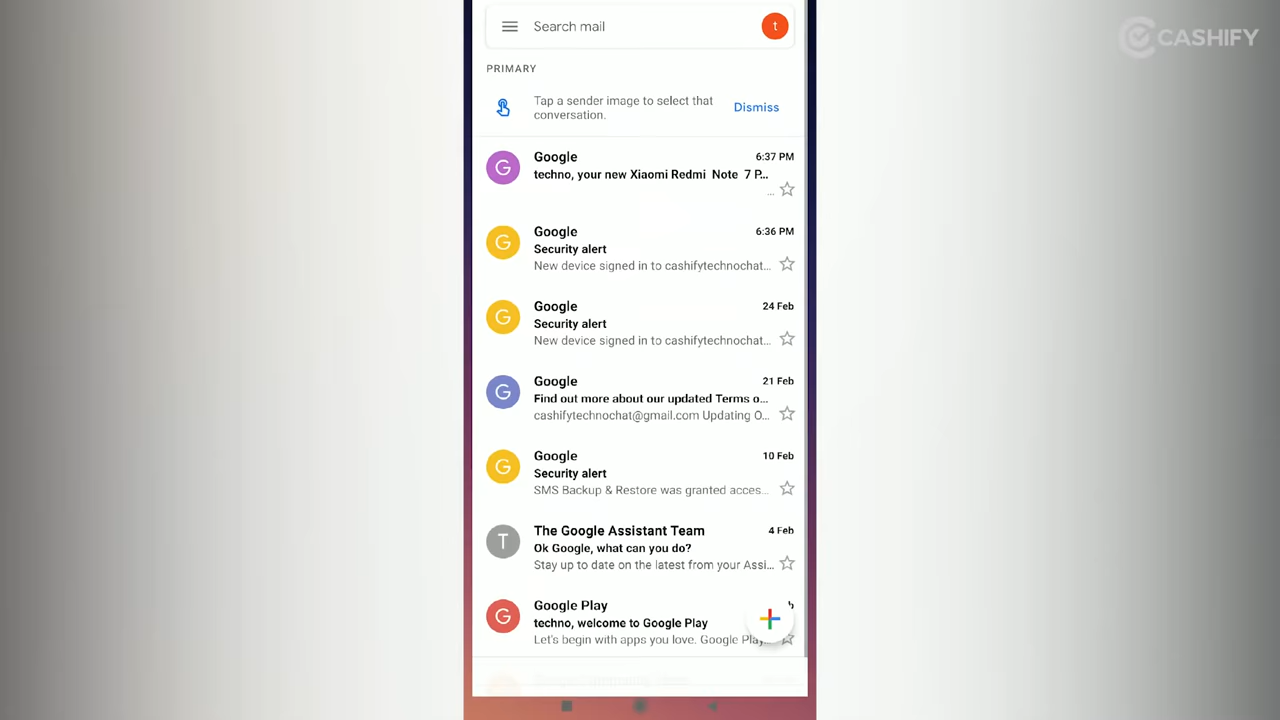 CASHIFY
Search mail
t
PRIMARY
Tap a sender image to select that
conversation.
Dismiss
G
Google
6:37 PM
techno, your new Xiaomi Redmi Note 7 P...
...
G
Google
6:36 PM
Security alert
New device signed in to cashifytechnochat...
G
Google
24 Feb
Security alert
New device signed in to cashifytechnochat...
G
Google
21 Feb
Find out more about our updated Terms o...
cashifytechnochat@gmail.com Updating O...
G
Google
10 Feb
Security alert
SMS Backup & Restore was granted acces...
T
The Google Assistant Team
4 Feb
Ok Google, what can you do?
Stay up to date on the latest from your Assi...
G
Google Play
techno, welcome to Google Play
Let's begin with apps you love. Google Play...